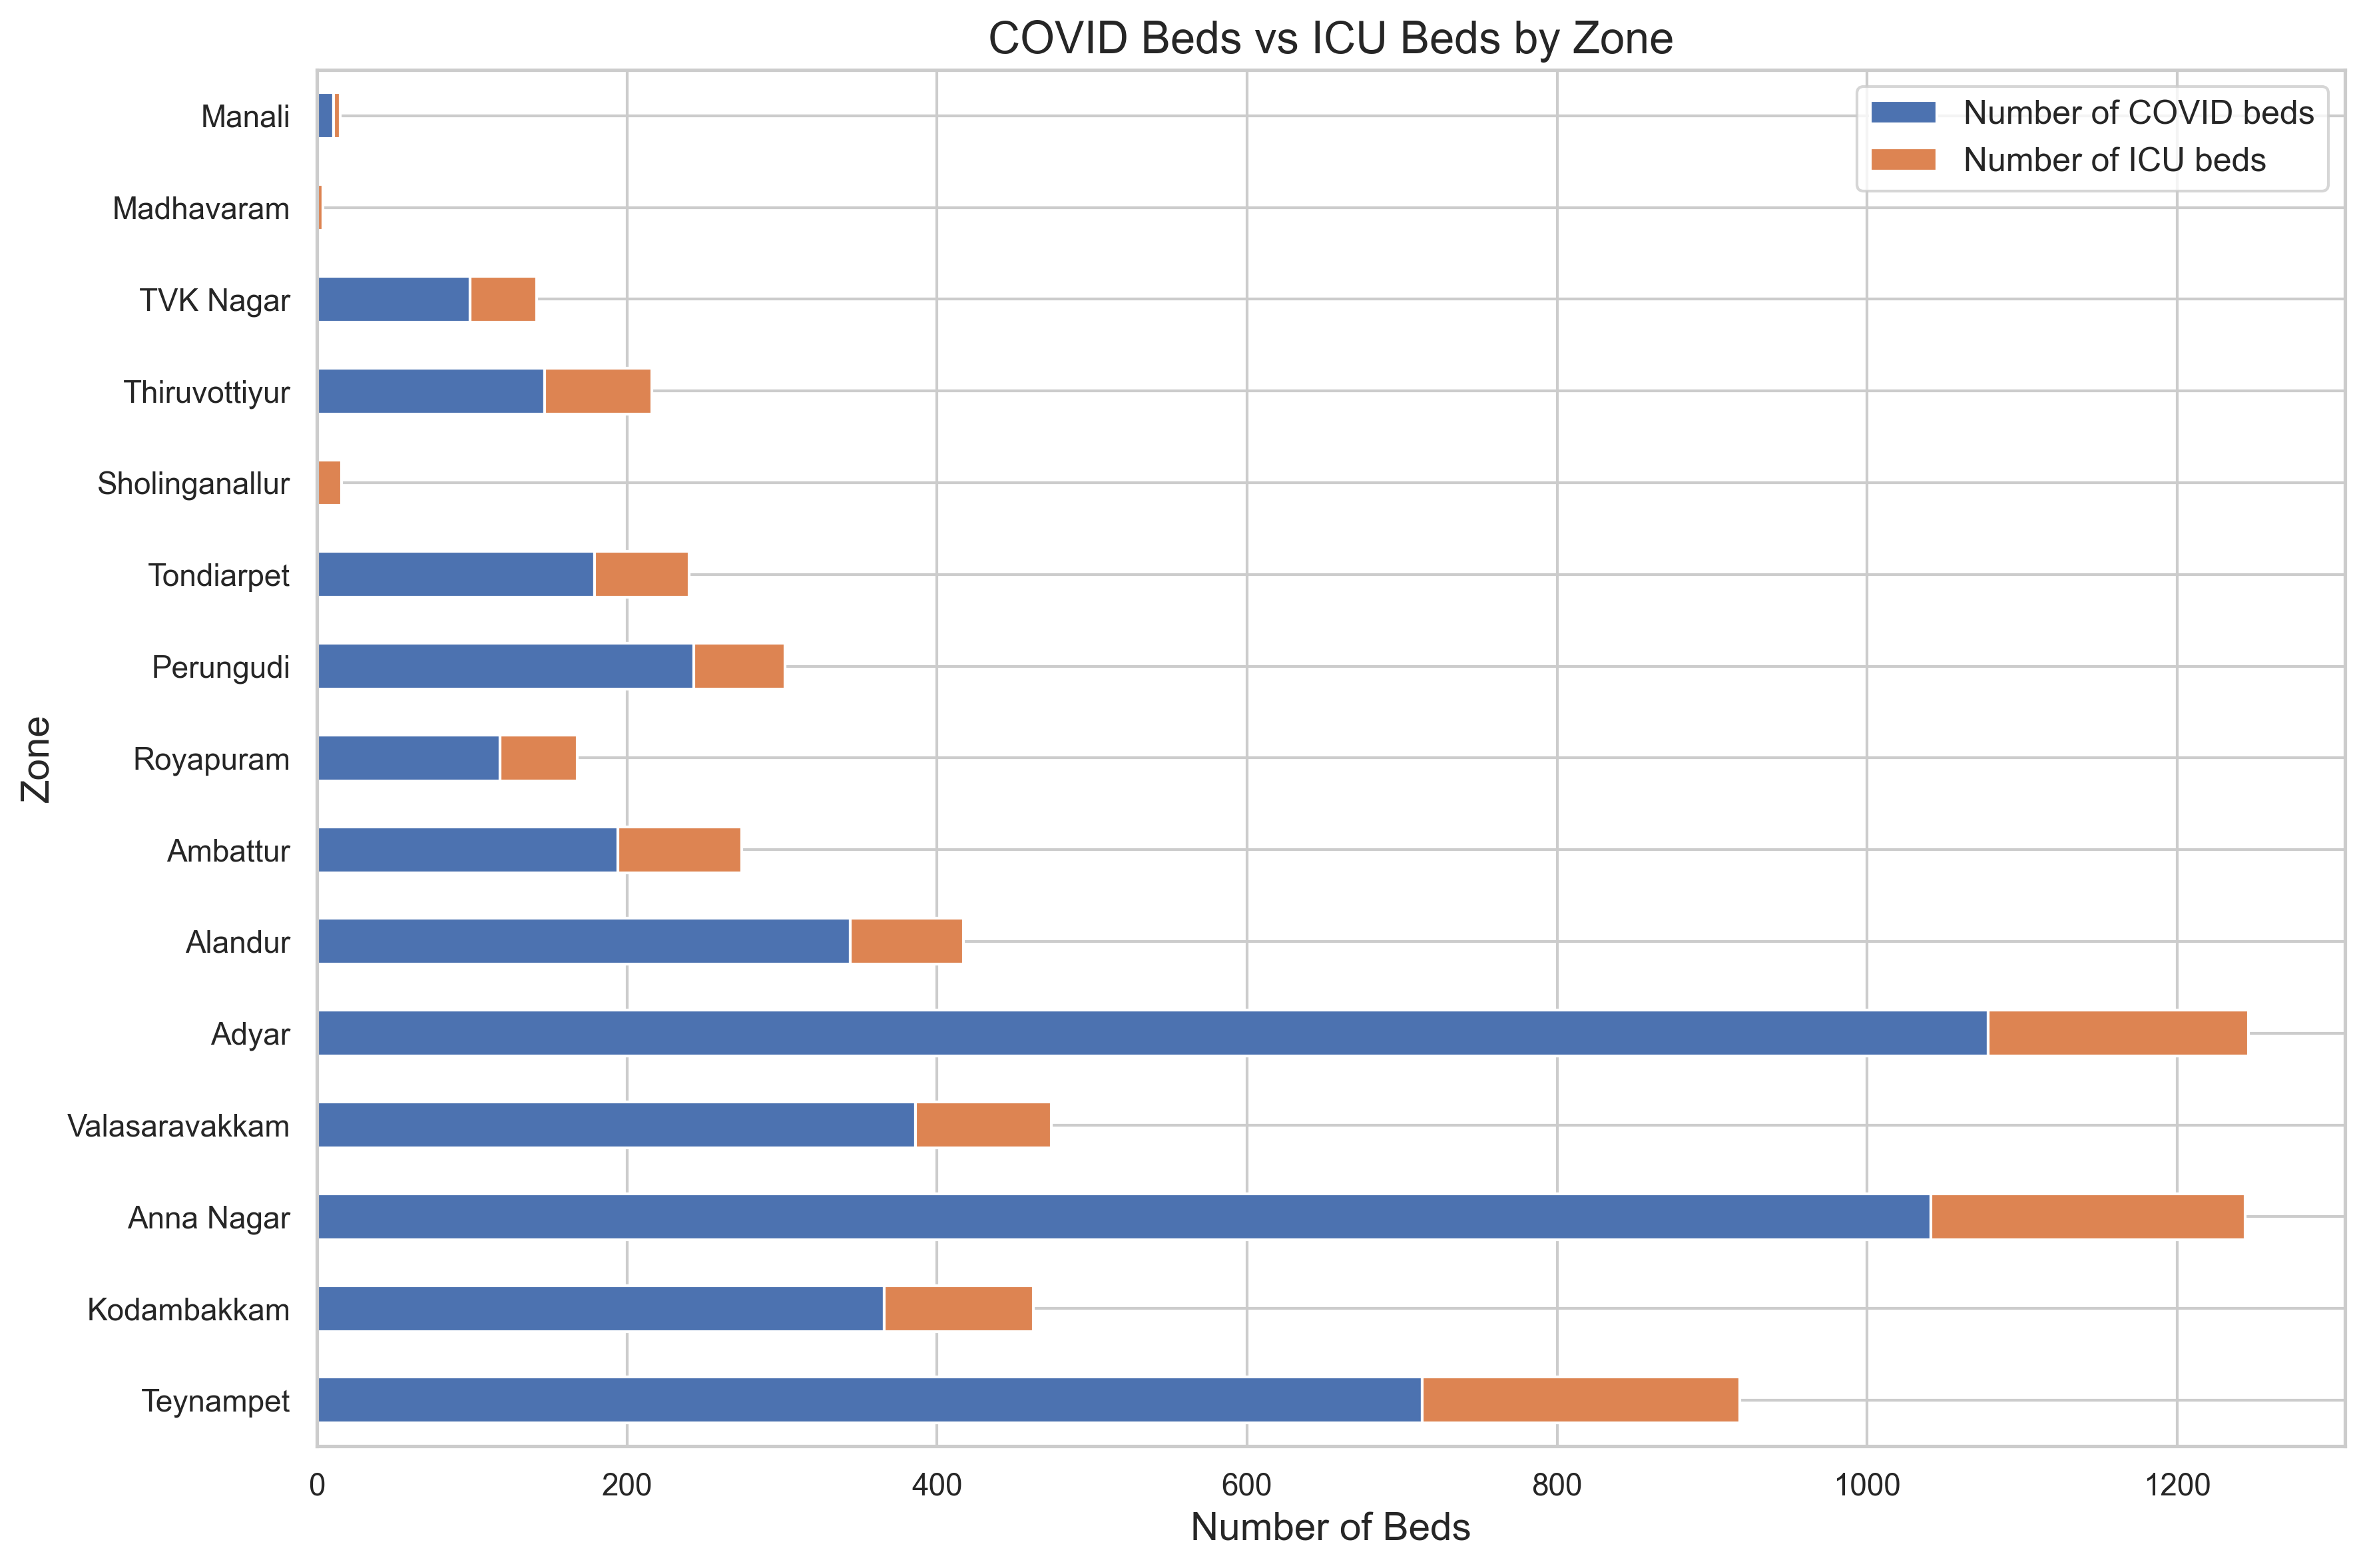 COVID Beds vs ICU Beds by Zone
Number of COVID beds
Number of ICU beds
Manali
Madhavaram
TVK Nagar
Thiruvottiyur
Sholinganallur
Tondiarpet
Perungudi
Royapuram
Ambattur
Alandur
Adyar
Valasaravakkam
Anna Nagar
Kodambakkam
Teynampet
Zone
0 200 400 600 800 1000 1200
Number of Beds